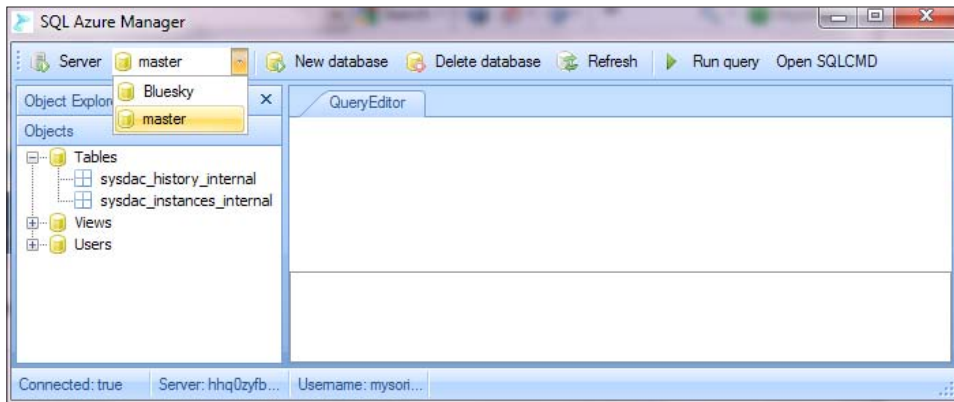 SQL Azure Manager
Server master New database Delete database Refresh Run query Open SQLCMD
Bluesky
master
Object Explor
QueryEditor
Objects
Tables
sysdac_history_internal
sysdac_instances_internal
Views
Users
Connected: true Server: hhq0zyfb... Username: mysori...